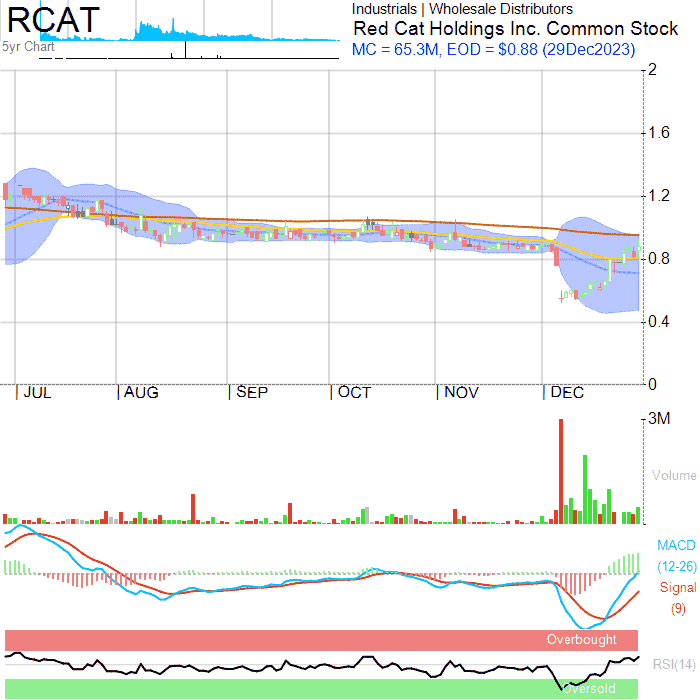 RCAT
5yr Chart
Industrials | Wholesale Distributors
Red Cat Holdings Inc. Common Stock
MC = 65.3M, EOD = $0.88 (29Dec2023)
2
1.6
1.2
0.8
0.4
0
| JUL | AUG | SEP | OCT | NOV | DEC
3M
Volume
MACD
(12-26)
Signal
(9)
Overbought
RSI(14)
Oversold